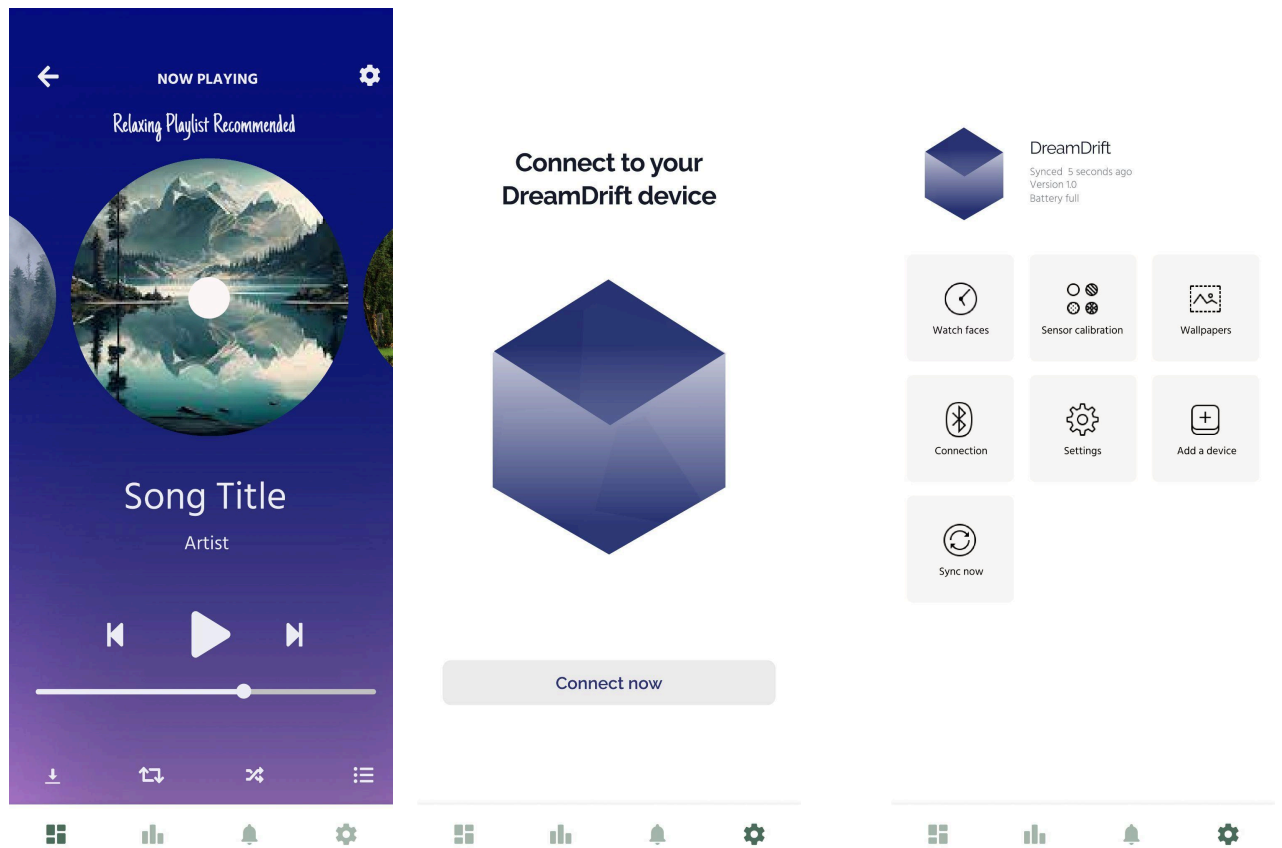 NOW PLAYING
Relaxing Playlist Recommended
Song Title
Artist
Connect to your
DreamDrift device
Connect now
DreamDrift
Synced 5 seconds ago
Version 1.0
Battery full
Watch faces
Sensor calibration
Wallpapers
Connection
Settings
Add a device
Sync now